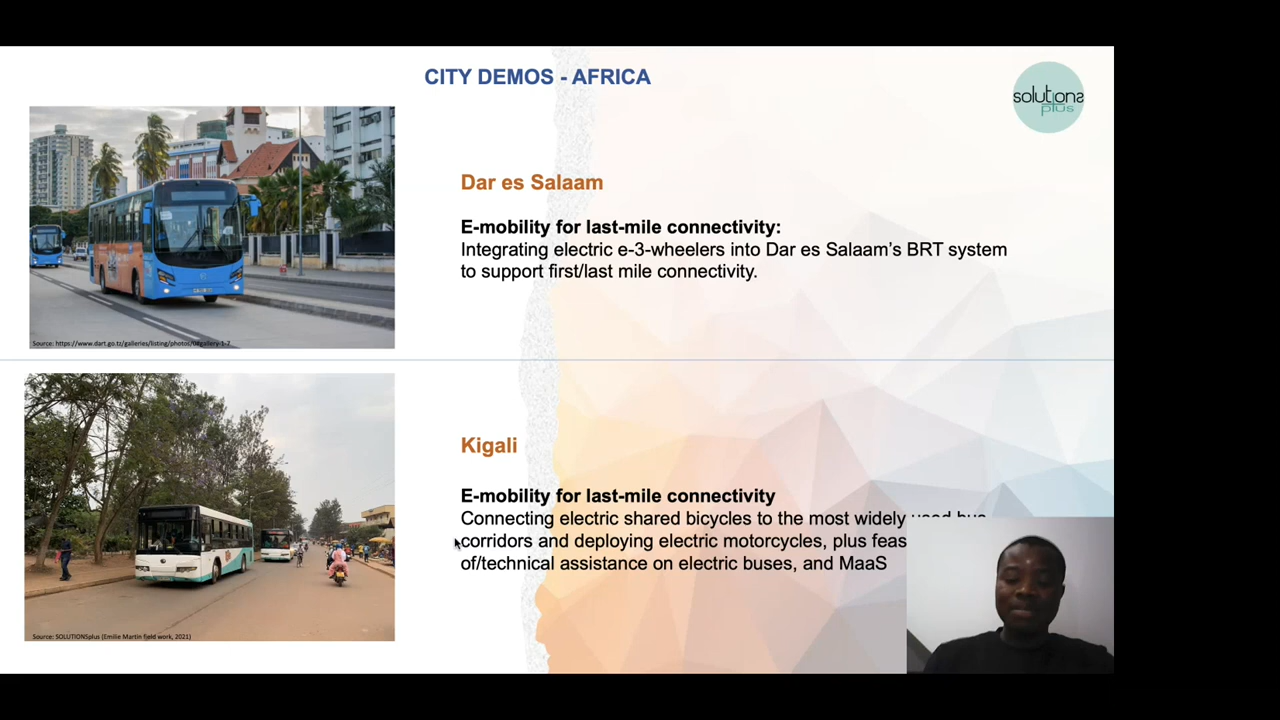 CITY DEMOS - AFRICA
solutions
plus
Dar es Salaam
E-mobility for last-mile connectivity:
Integrating electric e-3-wheelers into Dar es Salaam's BRT system
to support first/last mile connectivity.
Source: https://www.dart.go.tz/galleries/listing/photos/
Kigali
E-mobility for last-mile connectivity
Connecting electric shared bicycles to the most widely used bus
corridors and deploying electric motorcycles, plus feas
of/technical assistance on electric buses, and MaaS
Source: SOLUTIONSplus (Emilie Martin field work, 2021)